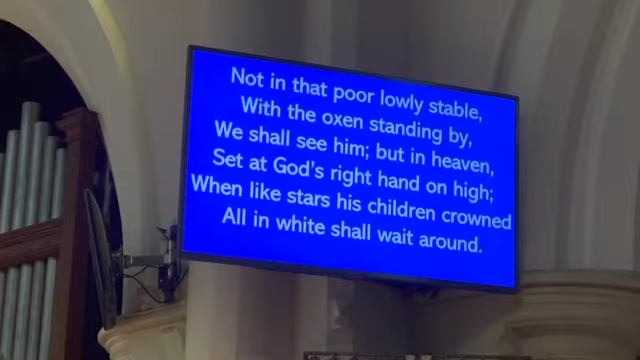 Not in that poor lowly stable,
With the oxen standing by,
We shall see him; but in heaven,
Set at God's right hand on high;
When like stars his children crowned
All in white shall wait around.